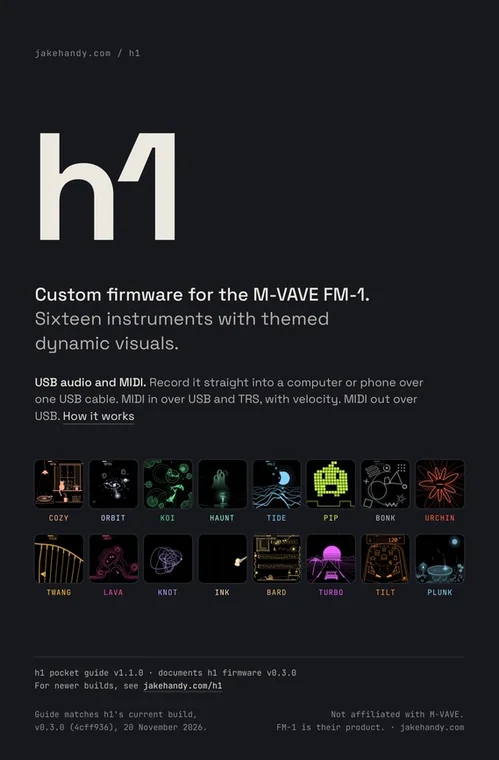 jakehandy.com / h1
h1
Custom firmware for the M-VAVE FM-1.
Sixteen instruments with themed
dynamic visuals.
USB audio and MIDI. Record it straight into a computer or phone over
one USB cable. MIDI in over USB and TRS, with velocity. MIDI out over
USB. How it works
COZY ØRBIT KOI HAUNT TIDE PIP BONK URCHIN
TWANG LAVA KNOT INK BARD TURBO TILT PLUNK
h1 pocket guide v1.1.0 · documents h1 firmware v0.3.0
For newer builds, see jakehandy.com/h1
Guide matches h1's current build,
v0.3.0 (4cff936), 20 November 2026.
Not affiliated with M-VAVE.
FM-1 is their product. · jakehandy.com